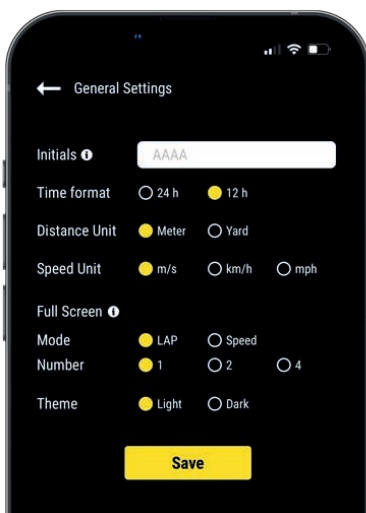 General Settings
Initials AAAA
Time format 24 h 12 h
Distance Unit Meter Yard
Speed Unit m/s km/h mph
Full Screen
Mode LAP Speed
Number 1 2 4
Theme Light Dark
Save